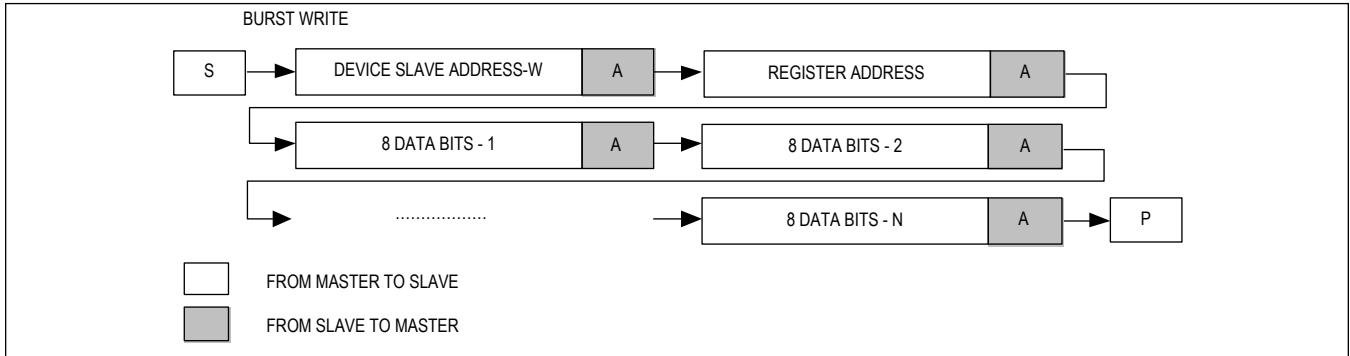 BURST WRITE
S DEVICE SLAVE ADDRESS-W A REGISTER ADDRESS A
8 DATA BITS - 1 A 8 DATA BITS - 2 A
.................. 8 DATA BITS - N A P
FROM MASTER TO SLAVE
FROM SLAVE TO MASTER